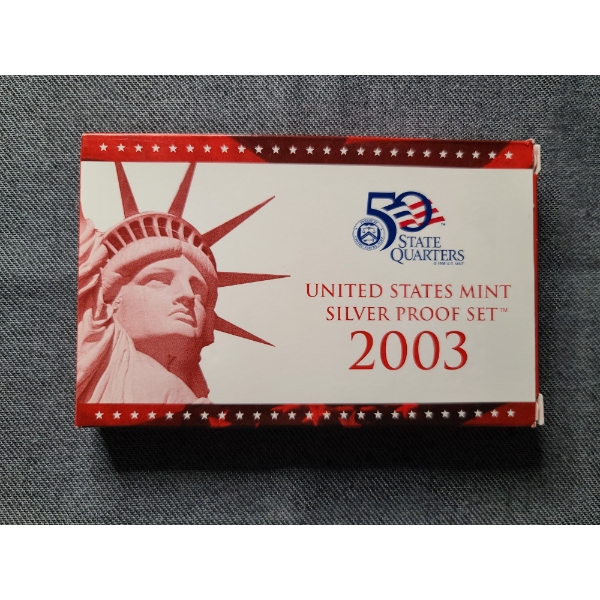 50
STATE
QUARTERS
UNITED STATES MINT
SILVER PROOF SET™
2003